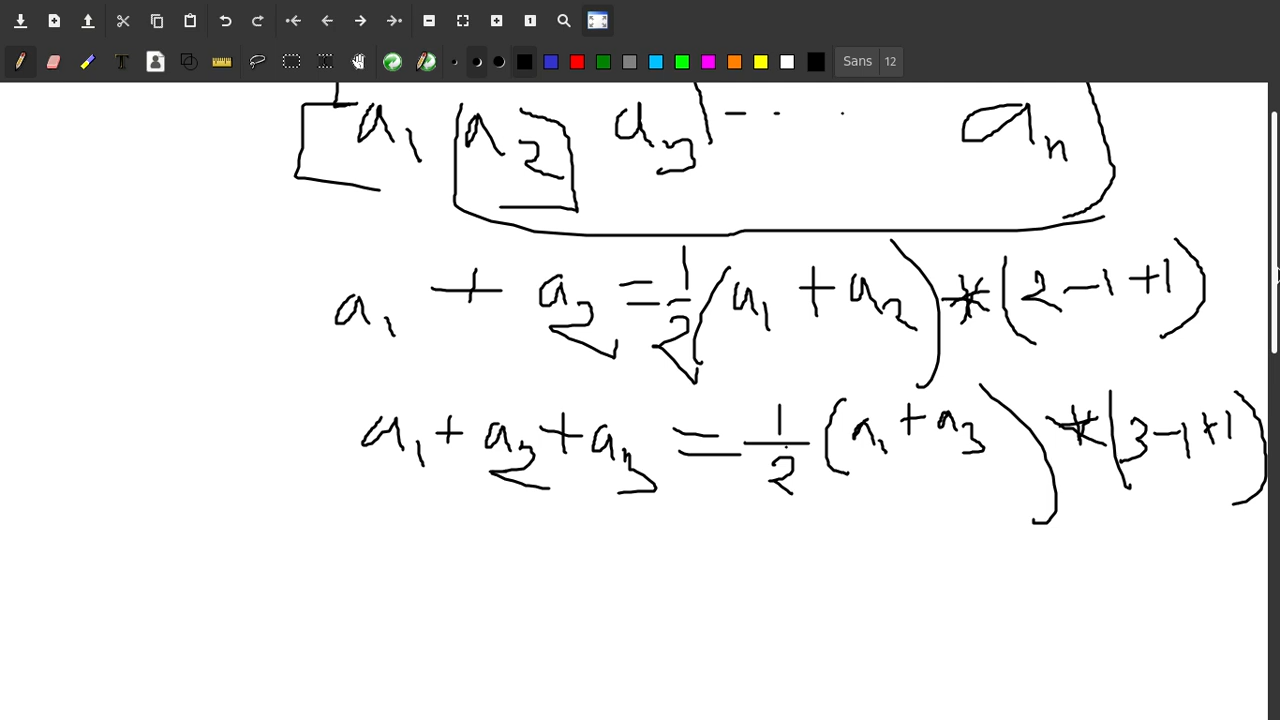 Sans 12
a₁ a₂ a₃ - - · · aₙ
a₁ + a₂ = 1/2 (a₁ + a₂) * (2-1+1)
a₁ + a₂ + a₃ = 1/2 (a₁ + a₃) * (3-1+1)